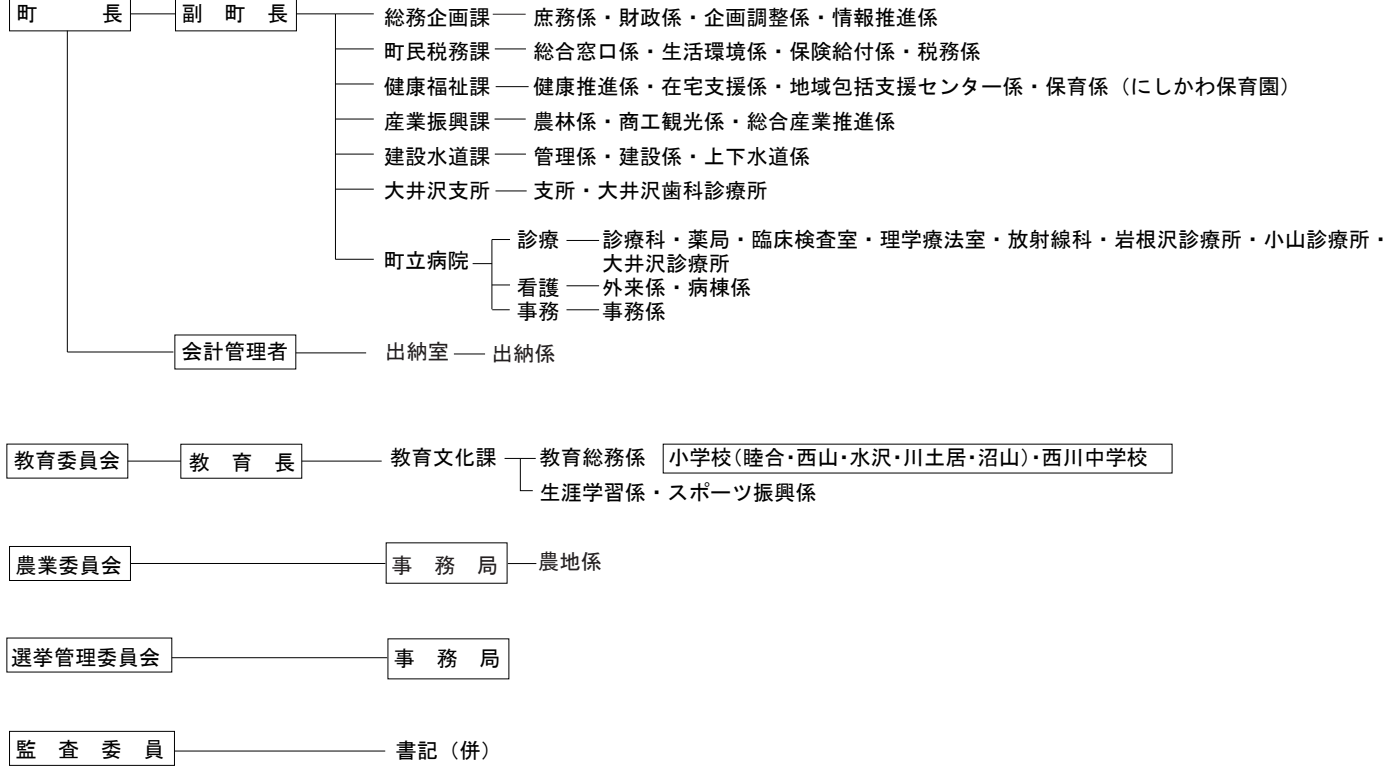 町　長　副町長　総務企画課　庶務係・財政係・企画調整係・情報推進係
町民税務課　総合窓口係・生活環境係・保険給付係・税務係
健康福祉課　健康推進係・在宅支援係・地域包括支援センター係・保育係（にしかわ保育園）
産業振興課　農林係・商工観光係・総合産業推進係
建設水道課　管理係・建設係・上下水道係
大井沢支所　支所・大井沢歯科診療所
町立病院　診療　診療科・薬局・臨床検査室・理学療法室・放射線科・岩根沢診療所・小山診療所・
大井沢診療所
看護　外来係・病棟係
事務　事務係
会計管理者　出納室　出納係
教育委員会　教育長　教育文化課　教育総務係　小学校（睦合・西山・水沢・川土居・沼山）・西川中学校
生涯学習係・スポーツ振興係
農業委員会　事務局　農地係
選挙管理委員会　事務局
監査委員　書記（併）